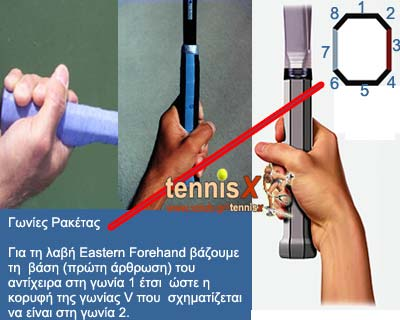 8 1 2
7 3
6 5 4
tennisX
Γωνίες Ρακέτας
Για τη λαβή Eastern Forehand βάζουμε
τη βάση (πρώτη άρθρωση) του
αντίχειρα στη γωνία 1 έτσι ώστε η
κορυφή της γωνίας V που σχηματίζεται
να είναι στη γωνία 2.